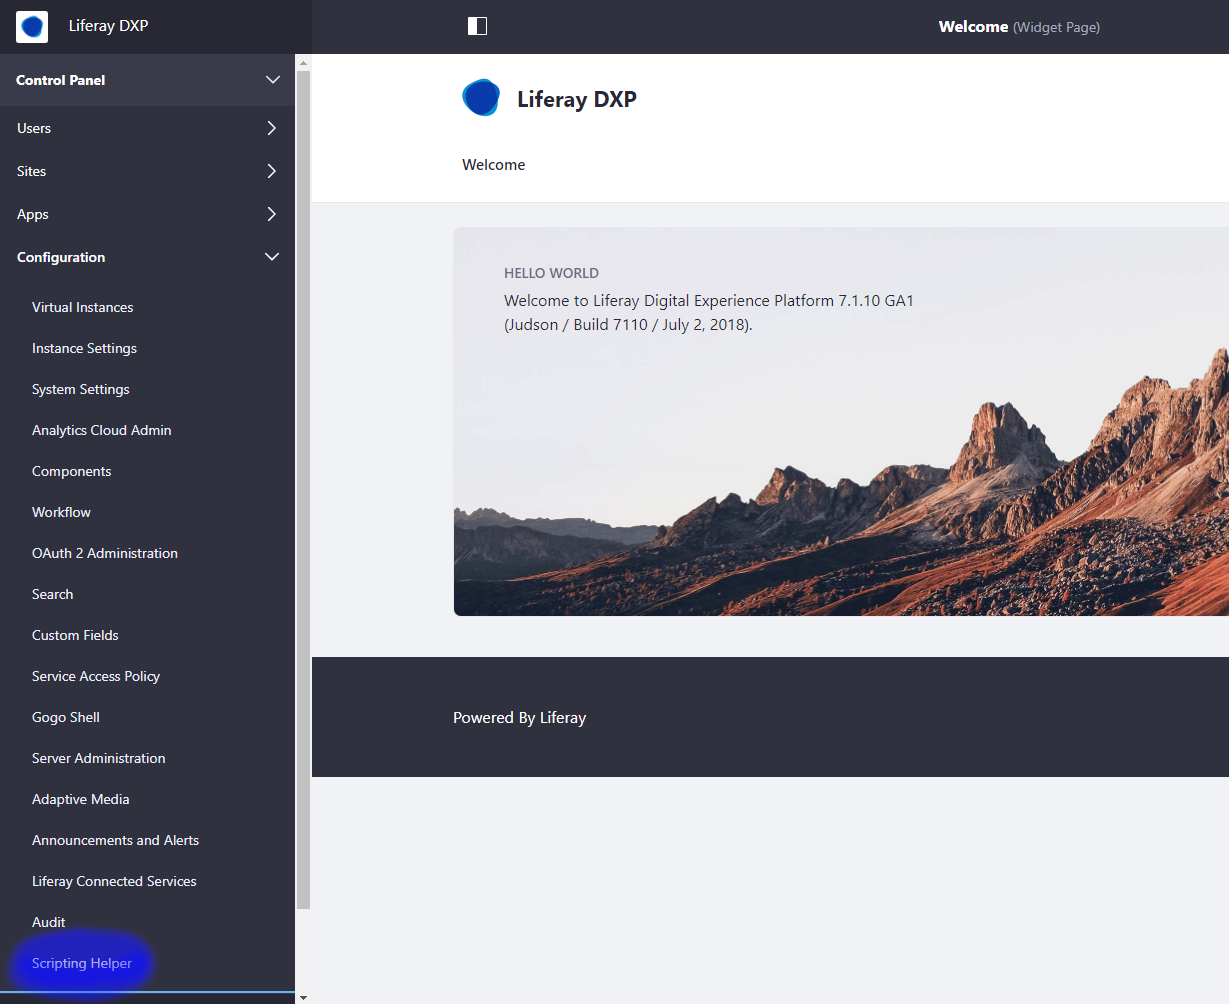 Liferay DXP
Welcome (Widget Page)
Control Panel
Users
Sites
Apps
Configuration
Virtual Instances
Instance Settings
System Settings
Analytics Cloud Admin
Components
Workflow
OAuth 2 Administration
Search
Custom Fields
Service Access Policy
Gogo Shell
Server Administration
Adaptive Media
Announcements and Alerts
Liferay Connected Services
Audit
Scripting Helper
Liferay DXP
Welcome
HELLO WORLD
Welcome to Liferay Digital Experience Platform 7.1.10 GA1
(Judson / Build 7110 / July 2, 2018).
Powered By Liferay